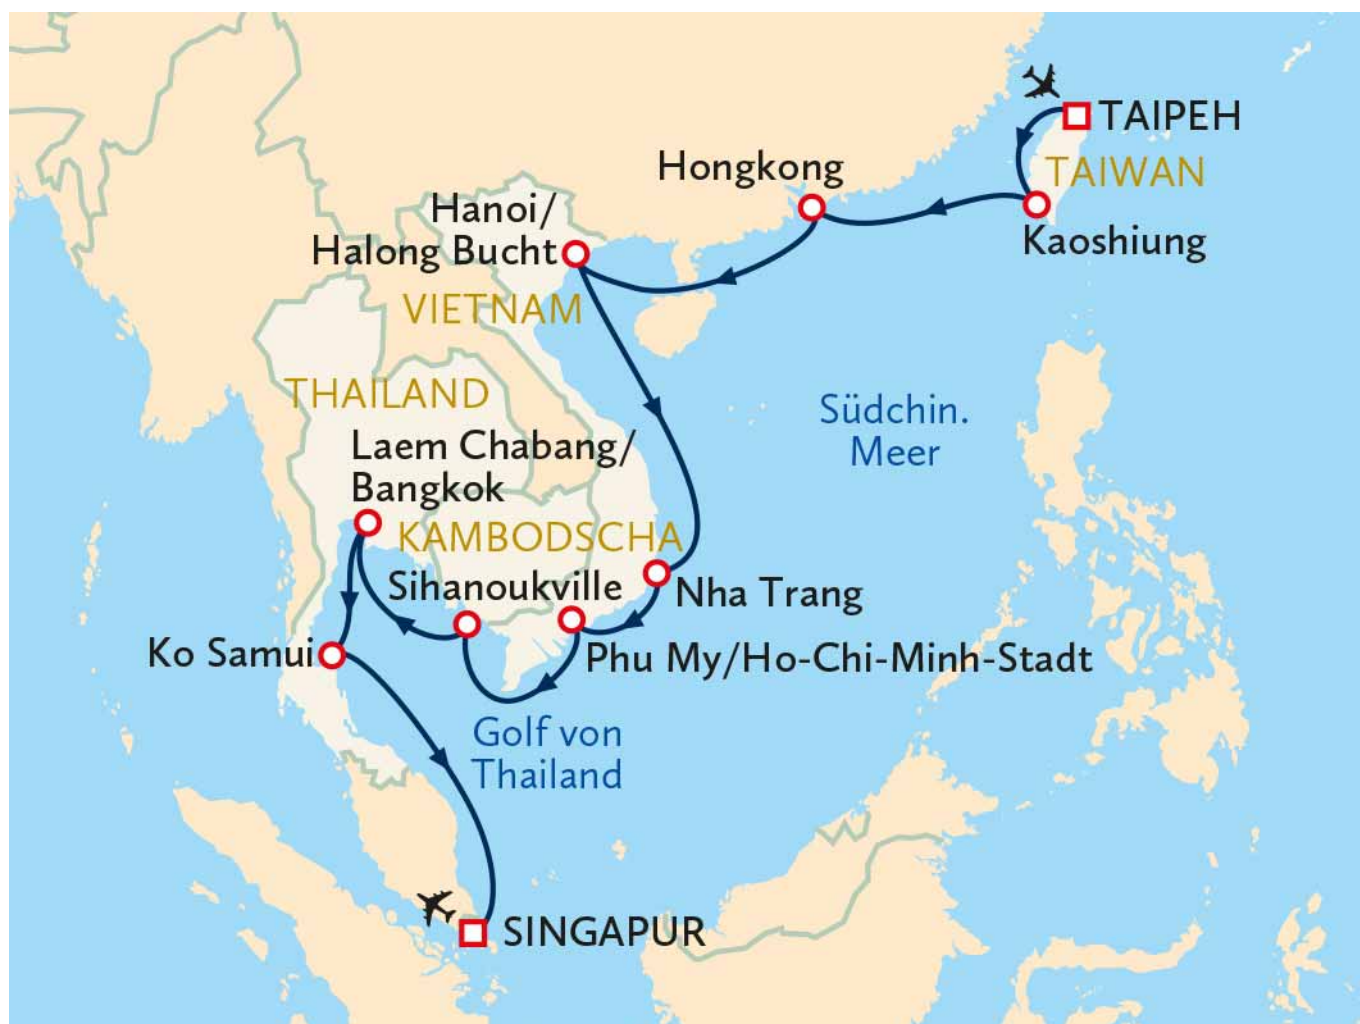 TAIPEH
Hongkong
TAIWAN
Hanoi/
Halong Bucht
Kaoshiung
VIETNAM
THAILAND
Südchin.
Meer
Laem Chabang/
Bangkok
KAMBODSCHA
Sihanoukville
Nha Trang
Ko Samui
Phu My/Ho-Chi-Minh-Stadt
Golf von
Thailand
SINGAPUR